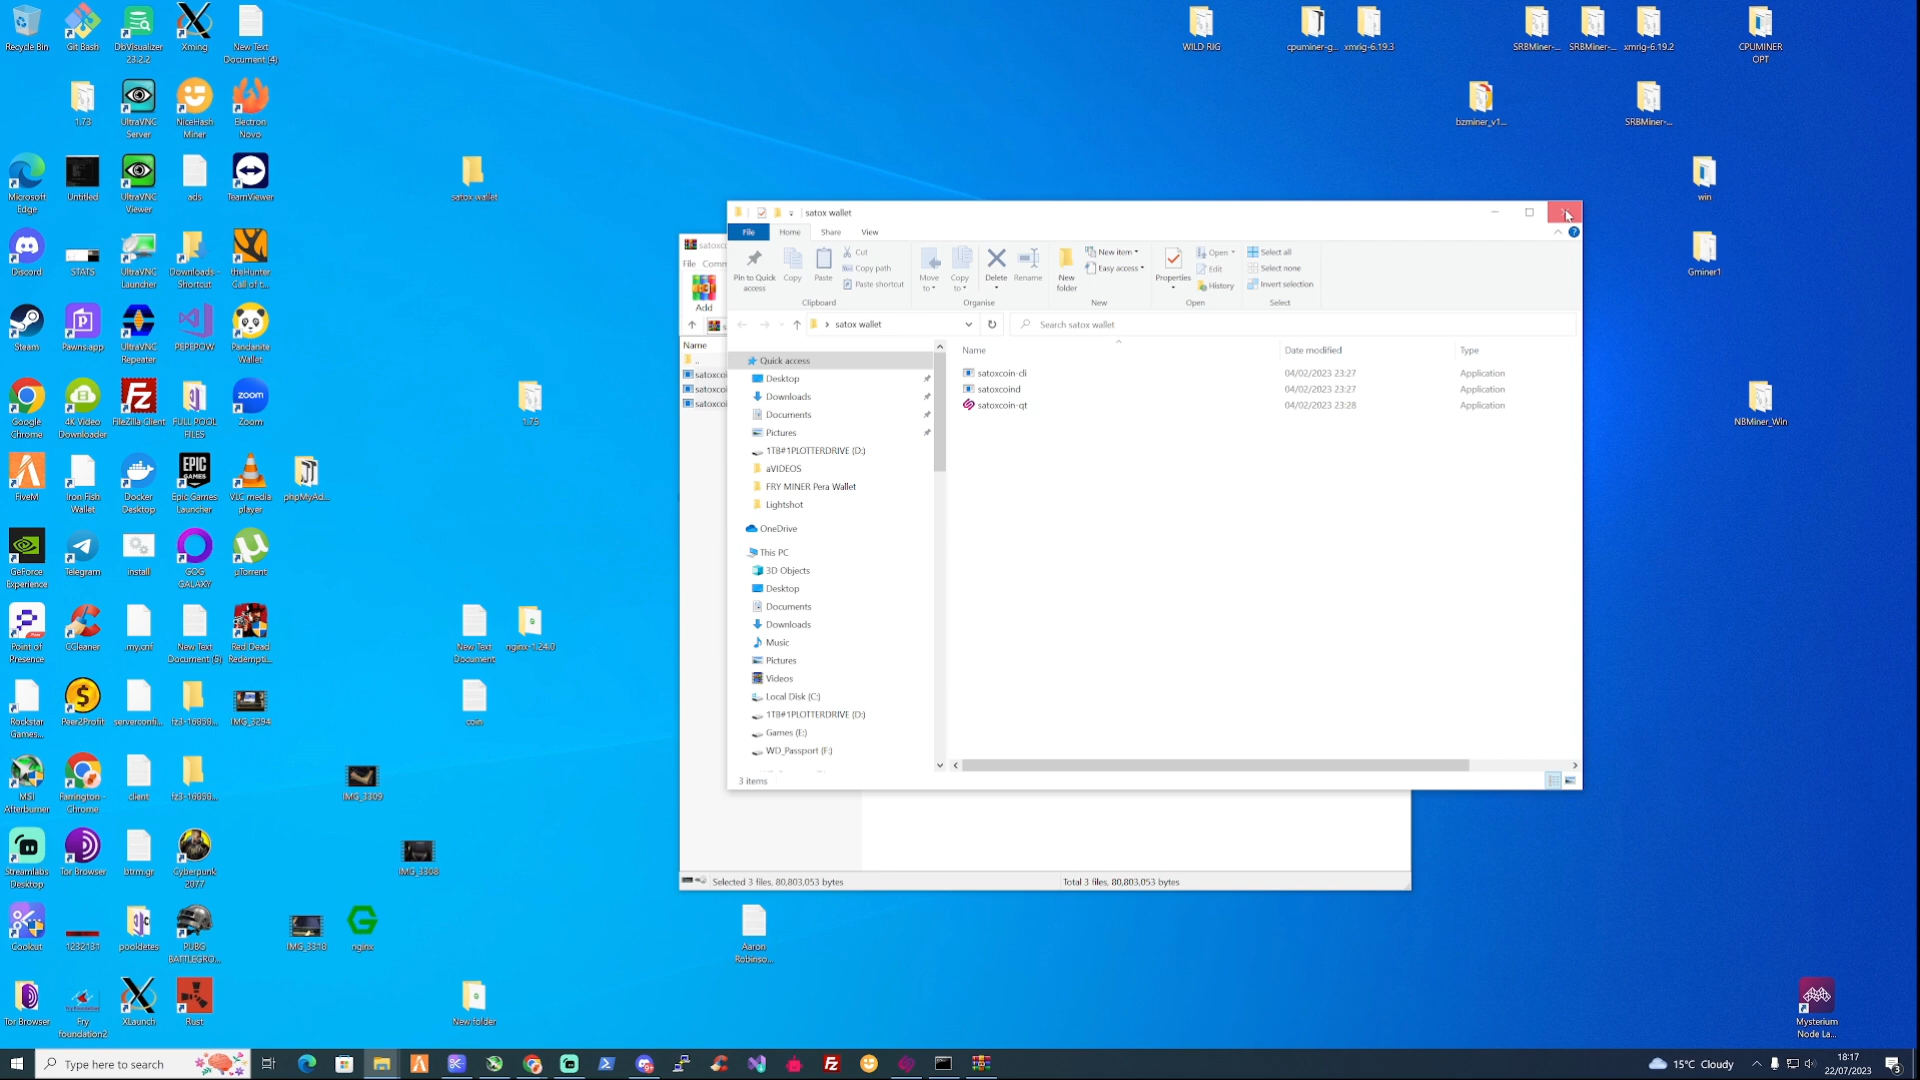 Recycle Bin
Git Bash
DbVisualizer
23.2.2
Xming
New Text
Document (4)
1.73
UltraVNC
Server
NiceHash
Miner
Electron
Novo
Microsoft
Edge
Untitled
UltraVNC
Viewer
ads
TeamViewer
Discord
STATS
UltraVNC
Launcher
Downloads -
Shortcut
theHunter
Call of t...
Steam
Pawns.app
UltraVNC
Repeater
PEPEPOW
Pandanite
Wallet
Google
Chrome
4K Video
Downloader
FileZilla Client
FULL POOL
FILES
Zoom
FiveM
Iron Fish
Wallet
Docker
Desktop
Epic Games
Launcher
VLC media
player
phpMyAd...
GeForce
Experience
Telegram
install
GOG
GALAXY
µTorrent
Point of
Presence
CCleaner
.my.cnf
New Text
Document (5)
Red Dead
Redempti...
Rockstar
Games...
Peer2Profit
serverconfi...
IMG_3294
MSI
Afterburner
Farrington -
Chrome
client
IMG_3309
Streamlabs
Desktop
Tor Browser
Cyberpunk
2077
IMG_3308
Coolcut
1232131
pooldetes
PUBG
BATTLEGRO...
IMG_3318
nginx
Tor Browser
Fry
foundation2
XLaunch
Rust
New folder
satox wallet
1.75
New Text
Document
nginx-1.24.0
coin
Aaron
Robinso...
WILD RIG
cpuminer-g...
xmrig-6.19.3
SRBMiner-...
SRBMiner-...
xmrig-6.19.2
CPUMINER
OPT
bzminer_v1...
SRBMiner-...
win
Gminer1
NBMiner_Win
Mysterium
Node La...
satox wallet
File
Home
Share
View
Pin to Quick
access
Copy
Paste
Cut
Copy path
Paste shortcut
Clipboard
Move
to
Copy
to
Delete
Rename
Organise
New
folder
New item
Easy access
New
Properties
Open
Edit
History
Open
Select all
Select none
Invert selection
Select
satox wallet
Search satox wallet
Name
Date modified
Type
satoxcoin-cli
04/02/2023 23:27
Application
satoxcoind
04/02/2023 23:27
Application
satoxcoin-qt
04/02/2023 23:28
Application
Quick access
Desktop
Downloads
Documents
Pictures
1TB#1PLOTTERDRIVE (D:)
aVIDEOS
FRY MINER Pera Wallet
Lightshot
OneDrive
This PC
3D Objects
Desktop
Documents
Downloads
Music
Pictures
Videos
Local Disk (C:)
1TB#1PLOTTERDRIVE (D:)
Games (E:)
WD_Passport (F:)
3 items
satoxco
File
Comm
Add
Name
..
satoxcoi
satoxcoi
satoxcoi
Selected 3 files, 80,803,053 bytes
Total 3 files, 80,803,053 bytes
Type here to search
15°C Cloudy
18:17
22/07/2023
3